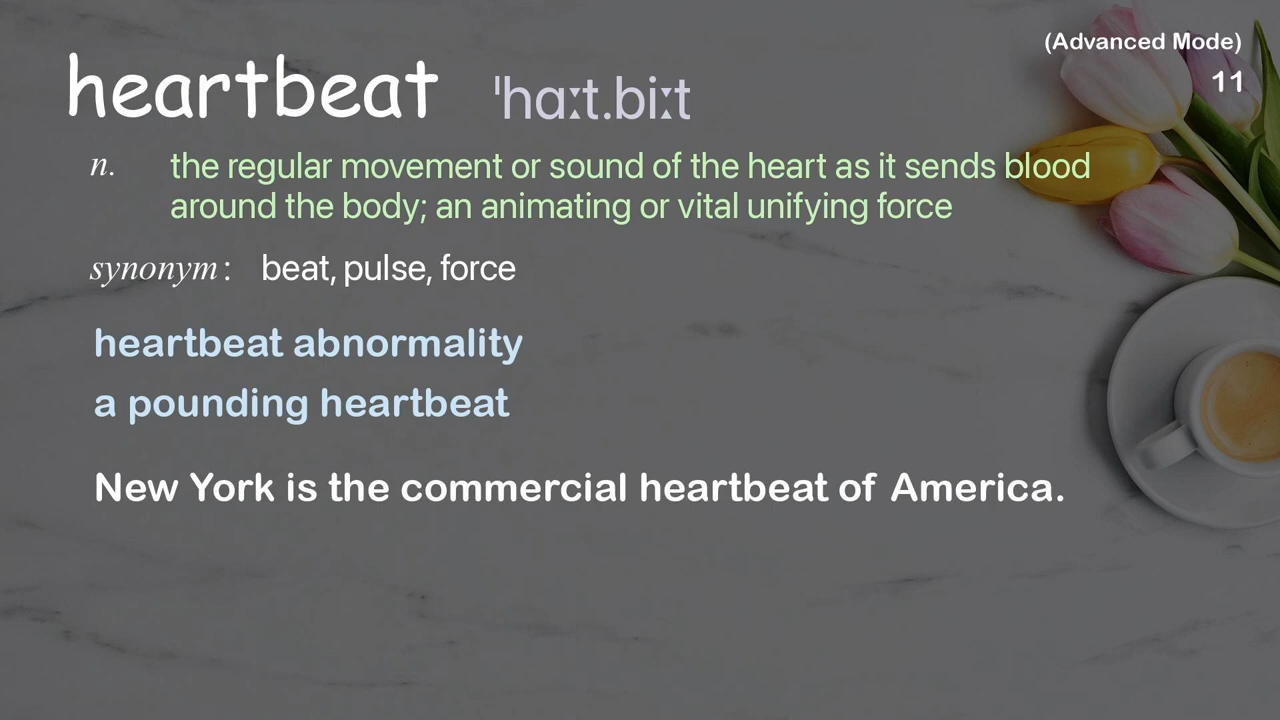 (Advanced Mode)
heartbeat ˈhɑːt.biːt
11
n. the regular movement or sound of the heart as it sends blood
around the body; an animating or vital unifying force
synonym: beat, pulse, force
heartbeat abnormality
a pounding heartbeat
New York is the commercial heartbeat of America.